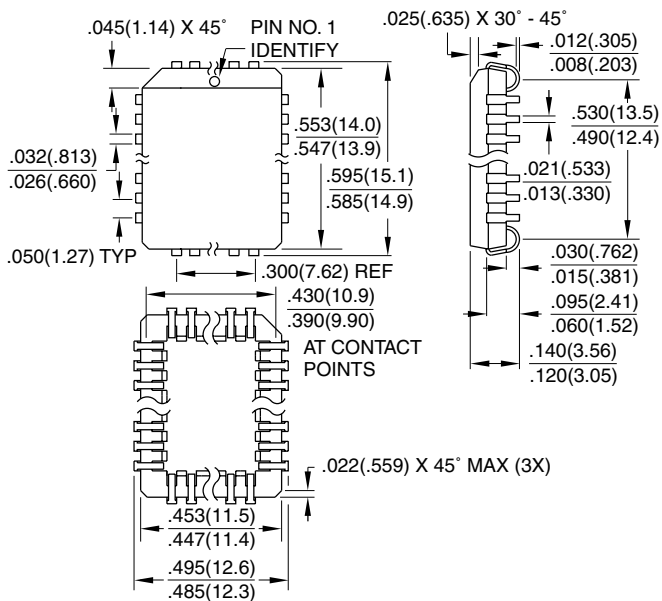 .045(1.14) X 45°
PIN NO. 1
IDENTIFY
.025(.635) X 30° - 45°
.012(.305)
.008(.203)
.553(14.0)
.547(13.9)
.530(13.5)
.490(12.4)
.032(.813)
.026(.660)
.595(15.1)
.585(14.9)
.021(.533)
.013(.330)
.050(1.27) TYP
.300(7.62) REF
.030(.762)
.015(.381)
.430(10.9)
.390(9.90)
AT CONTACT
POINTS
.095(2.41)
.060(1.52)
.140(3.56)
.120(3.05)
.022(.559) X 45° MAX (3X)
.453(11.5)
.447(11.4)
.495(12.6)
.485(12.3)